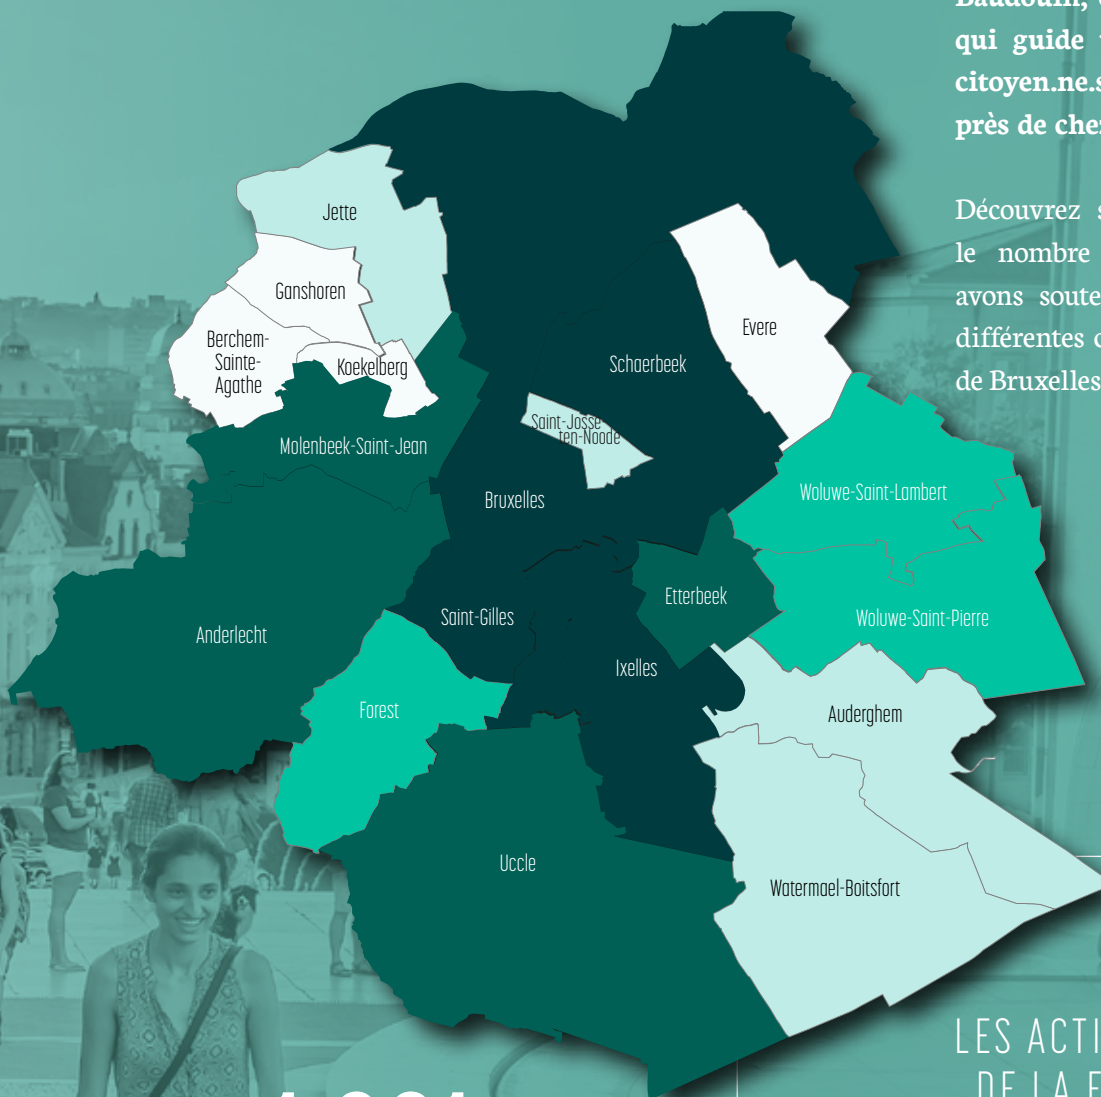 qui guide
citoyen.ne.s
près de che
Découvrez
le nombre
avons soute
différentes
de Bruxelles
Jette
Ganshoren
Berchem-
Sainte-
Agathe
Koekelberg
Molenbeek-Saint-Jean
Evere
Schaerbeek
Saint-Josse
ten-Noode
Bruxelles
Woluwe-Saint-Lambert
Etterbeek
Saint-Gilles
Woluwe-Saint-Pierre
Anderlecht
Ixelles
Forest
Auderghem
Uccle
Watermael-Boitsfort
LES ACTI
DE LA